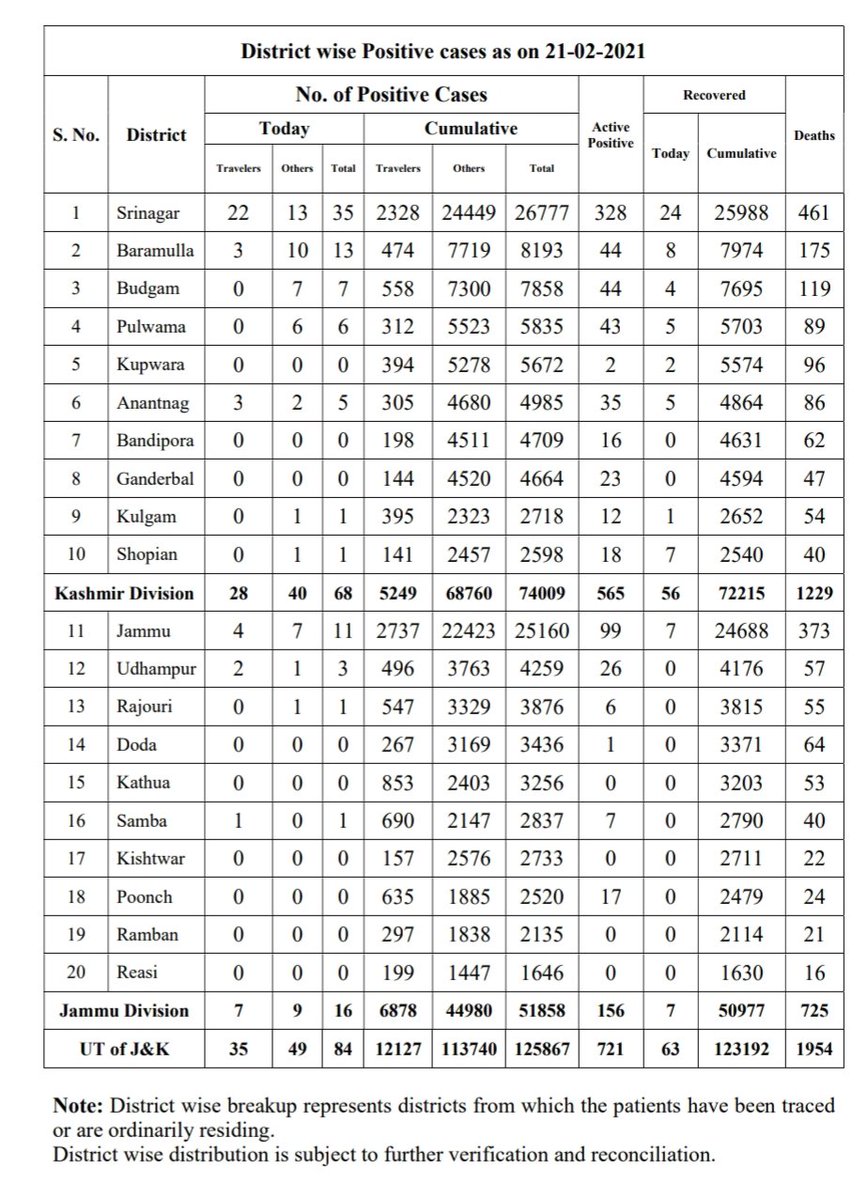 District wise Positive cases as on 21-02-2021
S. No. District No. of Positive Cases Active Positive Recovered Deaths
Today Cumulative Today Cumulative
Travelers Others Total Travelers Others Total
1 Srinagar 22 13 35 2328 24449 26777 328 24 25988 461
2 Baramulla 3 10 13 474 7719 8193 44 8 7974 175
3 Budgam 0 7 7 558 7300 7858 44 4 7695 119
4 Pulwama 0 6 6 312 5523 5835 43 5 5703 89
5 Kupwara 0 0 0 394 5278 5672 2 2 5574 96
6 Anantnag 3 2 5 305 4680 4985 35 5 4864 86
7 Bandipora 0 0 0 198 4511 4709 16 0 4631 62
8 Ganderbal 0 0 0 144 4520 4664 23 0 4594 47
9 Kulgam 0 1 1 395 2323 2718 12 1 2652 54
10 Shopian 0 1 1 141 2457 2598 18 7 2540 40
Kashmir Division 28 40 68 5249 68760 74009 565 56 72215 1229
11 Jammu 4 7 11 2737 22423 25160 99 7 24688 373
12 Udhampur 2 1 3 496 3763 4259 26 0 4176 57
13 Rajouri 0 1 1 547 3329 3876 6 0 3815 55
14 Doda 0 0 0 267 3169 3436 1 0 3371 64
15 Kathua 0 0 0 853 2403 3256 0 0 3203 53
16 Samba 1 0 1 690 2147 2837 7 0 2790 40
17 Kishtwar 0 0 0 157 2576 2733 0 0 2711 22
18 Poonch 0 0 0 635 1885 2520 17 0 2479 24
19 Ramban 0 0 0 297 1838 2135 0 0 2114 21
20 Reasi 0 0 0 199 1447 1646 0 0 1630 16
Jammu Division 7 9 16 6878 44980 51858 156 7 50977 725
UT of J&K 35 49 84 12127 113740 125867 721 63 123192 1954
Note: District wise breakup represents districts from which the patients have been traced
or are ordinarily residing.
District wise distribution is subject to further verification and reconciliation.